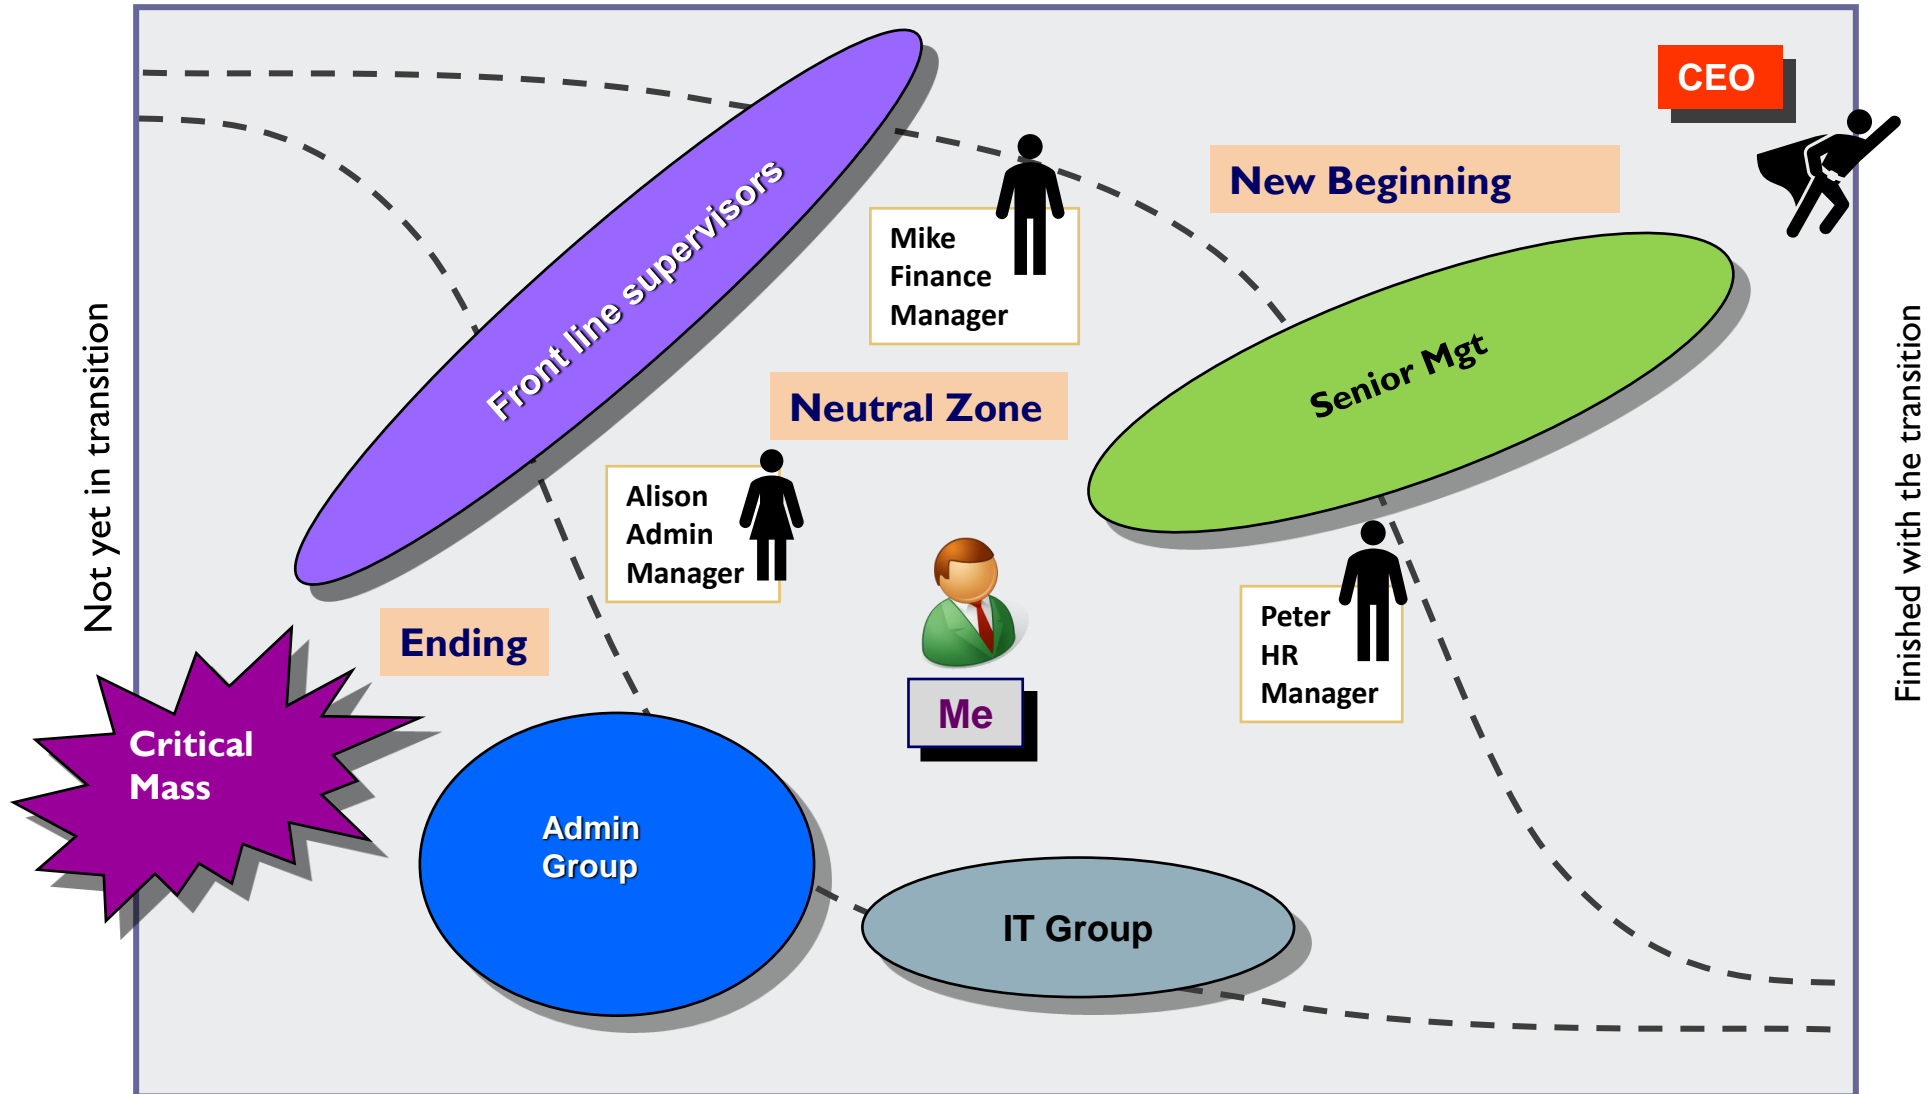 CEO
New Beginning
Front line supervisors
Mike
Finance
Manager
Senior Mgt
Neutral Zone
Not yet in transition
Finished with the transition
Alison
Admin
Manager
Ending
Peter
HR
Manager
Me
Critical
Mass
Admin
Group
IT Group